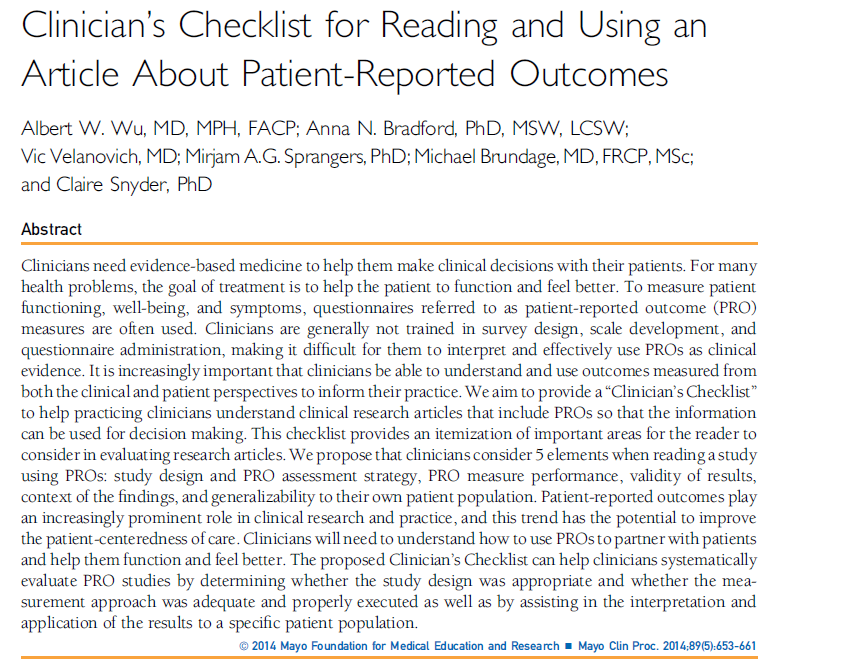 Clinician's Checklist for Reading and Using an
Article About Patient-Reported Outcomes
Albert W. Wu, MD, MPH, FACP; Anna N. Bradford, PhD, MSW, LCSW;
Vic Velanovich, MD; Mirjam A.G. Sprangers, PhD; Michael Brundage, MD, FRCP, MSc;
and Claire Snyder, PhD
Abstract
Clinicians need evidence-based medicine to help them make clinical decisions with their patients. For many
health problems, the goal of treatment is to help the patient to function and feel better. To measure patient
functioning, well-being, and symptoms, questionnaires referred to as patient-reported outcome (PRO)
measures are often used. Clinicians are generally not trained in survey design, scale development, and
questionnaire administration, making it difficult for them to interpret and effectively use PROs as clinical
evidence. It is increasingly important that clinicians be able to understand and use outcomes measured from
both the clinical and patient perspectives to inform their practice. We aim to provide a “Clinician's Checklist”
to help practicing clinicians understand clinical research articles that include PROs so that the information
can be used for decision making. This checklist provides an itemization of important areas for the reader to
consider in evaluating research articles. We propose that clinicians consider 5 elements when reading a study
using PROs: study design and PRO assessment strategy, PRO measure performance, validity of results,
context of the findings, and generalizability to their own patient population. Patient-reported outcomes play
an increasingly prominent role in clinical research and practice, and this trend has the potential to improve
the patient-centeredness of care. Clinicians will need to understand how to use PROs to partner with patients
and help them function and feel better. The proposed Clinician's Checklist can help clinicians systematically
evaluate PRO studies by determining whether the study design was appropriate and whether the mea-
surement approach was adequate and properly executed as well as by assisting in the interpretation and
application of the results to a specific patient population.
© 2014 Mayo Foundation for Medical Education and Research ■ Mayo Clin Proc. 2014;89(5):653-661